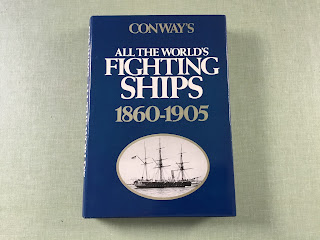 CONWAY'S
ALL THE WORLD'S
FIGHTING
SHIPS
1860-1905